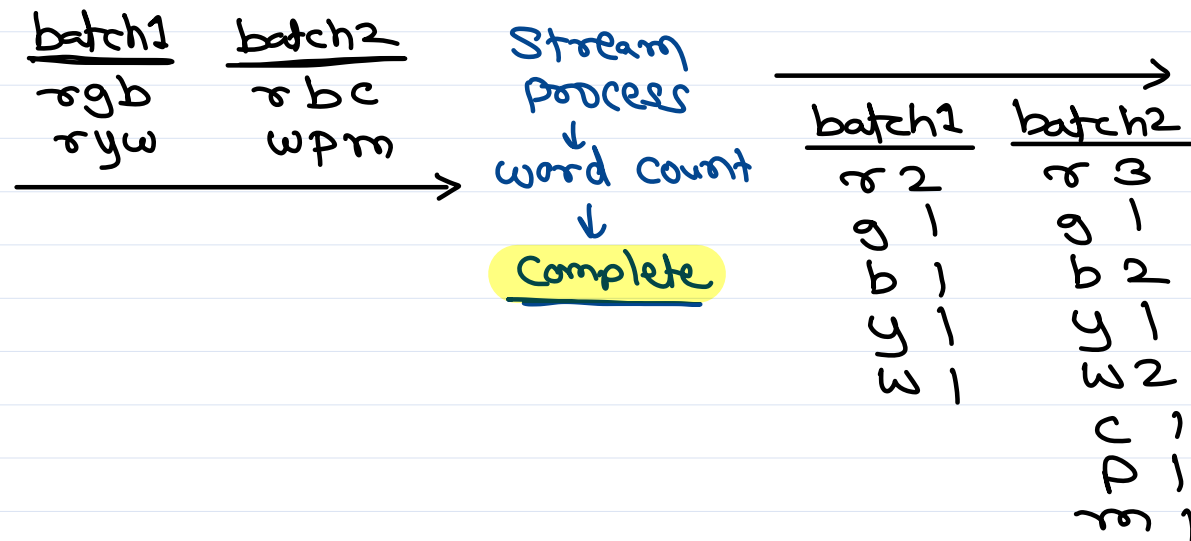 batch1 batch2
rgb rbc
ryw wpm
Stream
process
word count
Complete
batch1 batch2
r 2 r 3
g 1 g 1
b 1 b 2
y 1 y 1
w 1 w 2
c 1
p 1
m 1